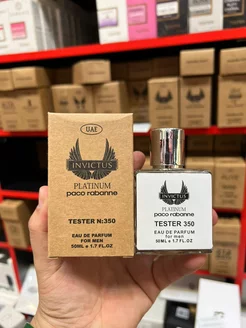 UAE
INVICTUS
PLATINUM
paco rabanne
TESTER N:350
EAU DE PARFUM
FOR MEN
50ML e 1.7 FL.OZ
INVICTUS
PLATINUM
paco rabanne
TESTER 350
EAU DE PARFUM
for men
50ML e 1.7 FL.OZ